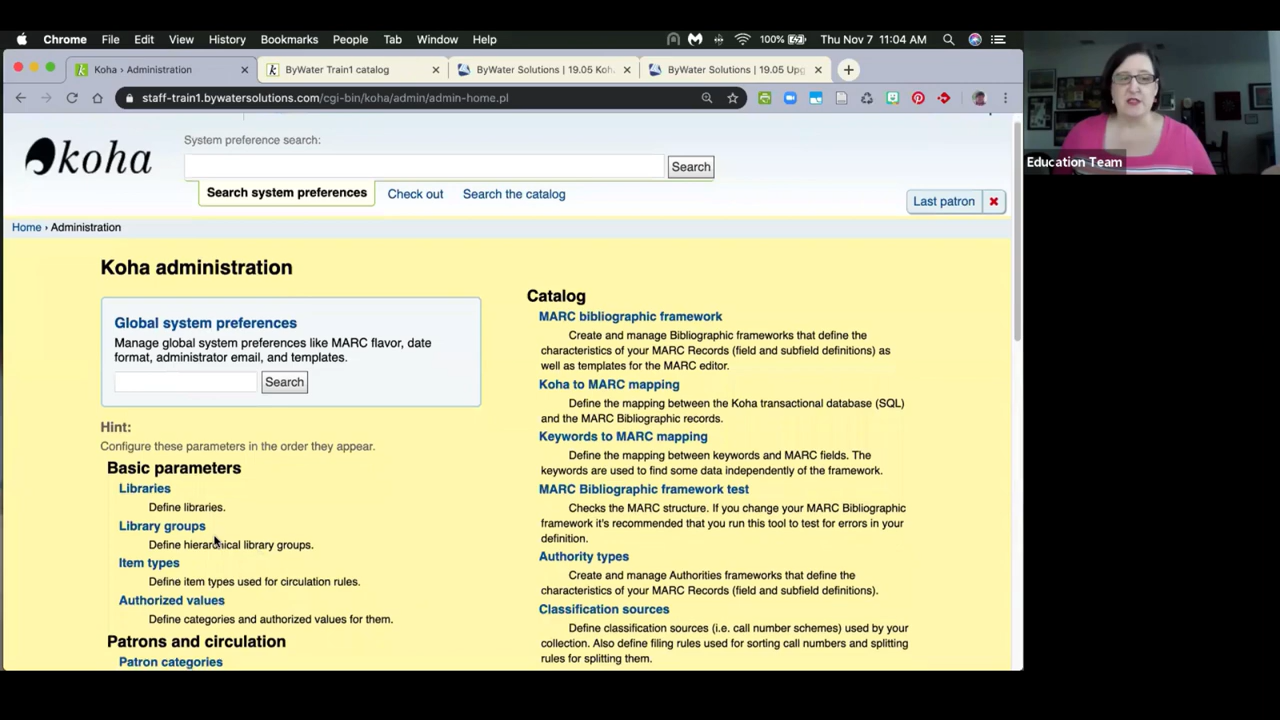 Chrome File Edit View History Bookmarks People Tab Window Help 100% Thu Nov 7 11:04 AM
Koha › Administration
ByWater Train1 catalog
ByWater Solutions | 19.05 Koh
ByWater Solutions | 19.05 Upg
staff-train1.bywatersolutions.com/cgi-bin/koha/admin/admin-home.pl
Education Team
koha
System preference search:
Search
Search system preferences Check out Search the catalog
Last patron
Home › Administration
Koha administration
Global system preferences
Manage global system preferences like MARC flavor, date
format, administrator email, and templates.
Search
Hint:
Configure these parameters in the order they appear.
Basic parameters
Libraries
Define libraries.
Library groups
Define hierarchical library groups.
Item types
Define item types used for circulation rules.
Authorized values
Define categories and authorized values for them.
Patrons and circulation
Patron categories
Catalog
MARC bibliographic framework
Create and manage Bibliographic frameworks that define the
characteristics of your MARC Records (field and subfield definitions) as
well as templates for the MARC editor.
Koha to MARC mapping
Define the mapping between the Koha transactional database (SQL)
and the MARC Bibliographic records.
Keywords to MARC mapping
Define the mapping between keywords and MARC fields. The
keywords are used to find some data independently of the framework.
MARC Bibliographic framework test
Checks the MARC structure. If you change your MARC Bibliographic
framework it's recommended that you run this tool to test for errors in your
definition.
Authority types
Create and manage Authorities frameworks that define the
characteristics of your MARC Records (field and subfield definitions).
Classification sources
Define classification sources (i.e. call number schemes) used by your
collection. Also define filing rules used for sorting call numbers and splitting
rules for splitting them.